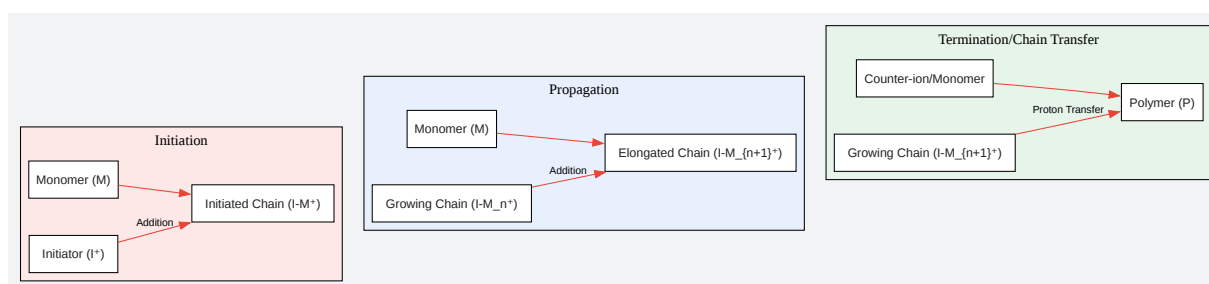 Initiation
Monomer (M)
Initiated Chain (I-M⁺)
Addition
Initiator (I⁺)
Propagation
Monomer (M)
Elongated Chain (I-M_{n+1}⁺)
Addition
Growing Chain (I-M_n⁺)
Termination/Chain Transfer
Counter-ion/Monomer
Polymer (P)
Proton Transfer
Growing Chain (I-M_{n+1}⁺)